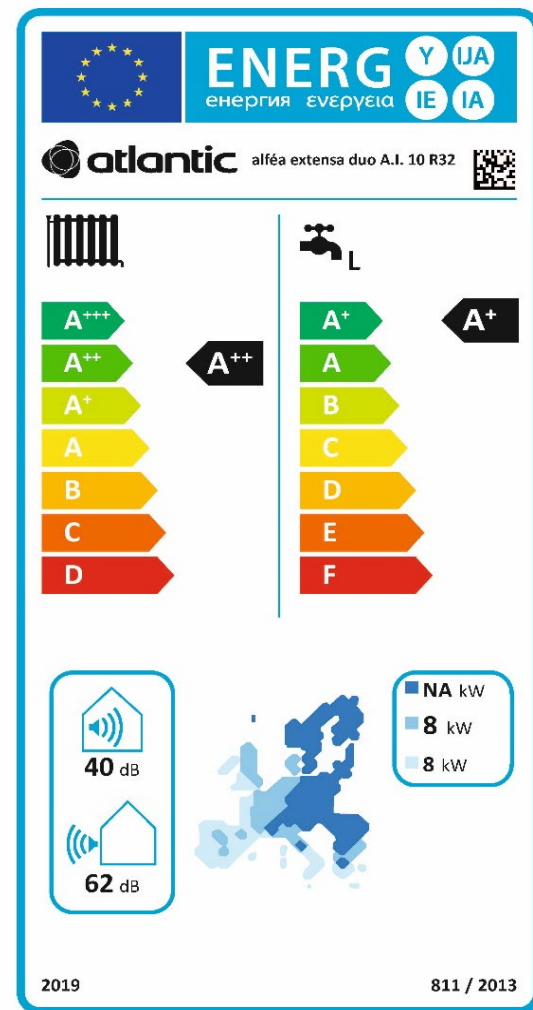 ENERG
енергия ενεργεια
Y IJA
IE IA
atlantic alféa extensa duo A.I. 10 R32
L
A+++
A++
A+
A
B
C
D
A++
A+
A
B
C
D
E
F
A+
40 dB
62 dB
NA kW
8 kW
8 kW
2019
811 / 2013